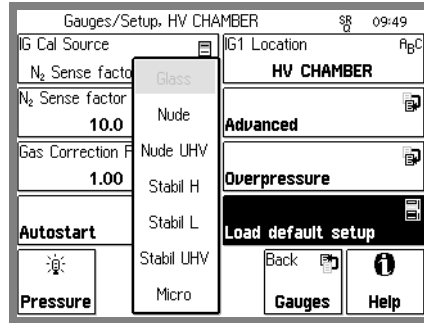 Gauges/Setup, HV CHAMBER SRQ 09:49
IG Cal Source
N₂ Sense facto
IG1 Location ABC
HV CHAMBER
N₂ Sense factor
10.0
Advanced
Gas Correction F
1.00
Overpressure
Autostart
Load default setup
Glass
Nude
Nude UHV
Stabil H
Stabil L
Stabil UHV
Micro
Pressure
Back
Gauges
Help